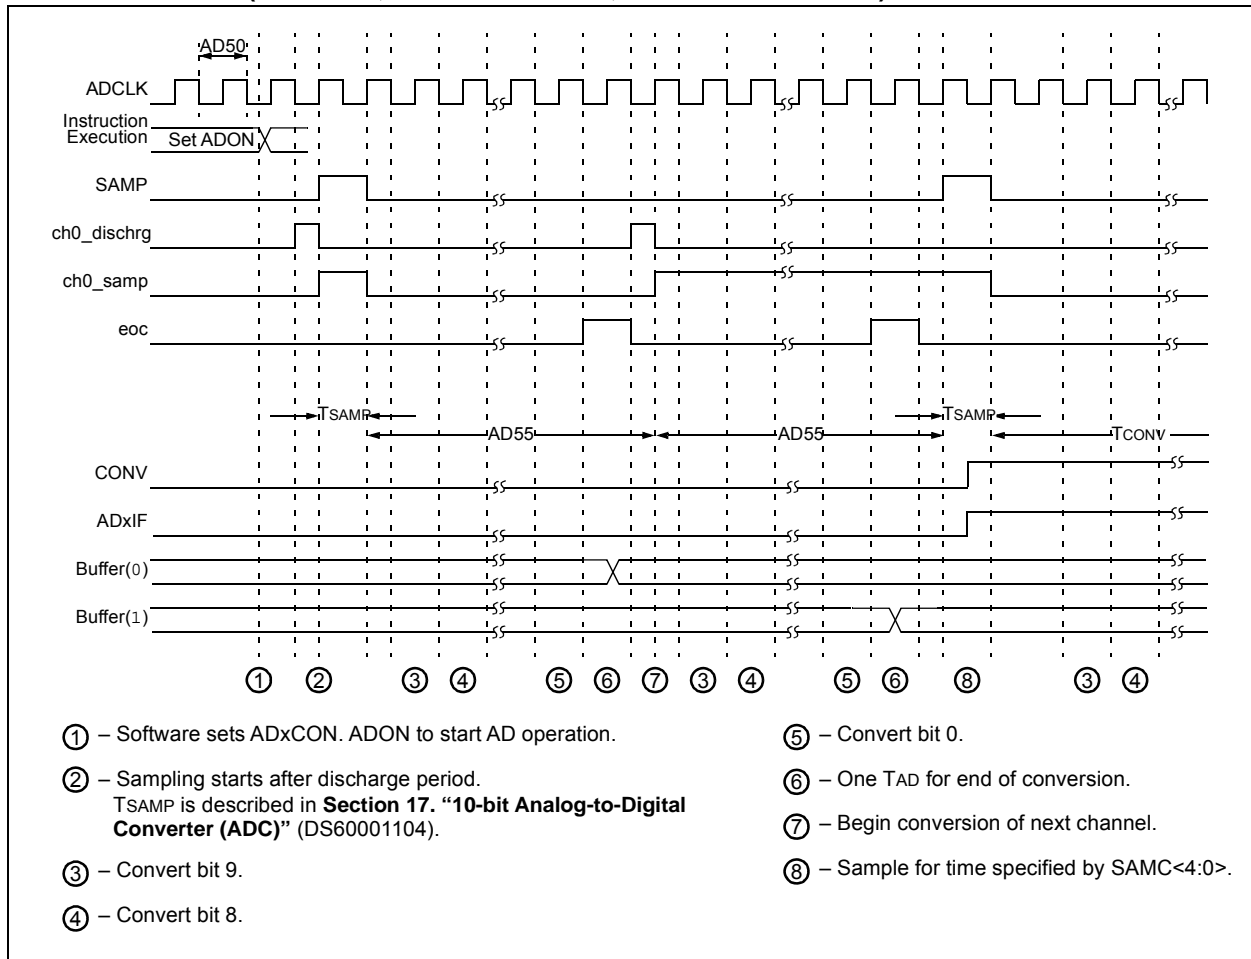 AD50
ADCLK
Instruction
Execution
Set ADON
SAMP
ch0_dischrg
ch0_samp
eoc
TSAMP
TSAMP
AD55
AD55
TCONV
CONV
ADxIF
Buffer(0)
Buffer(1)
1 2 3 4 5 6 7 3 4 5 6 8 3 4
1 – Software sets ADxCON. ADON to start AD operation.
2 – Sampling starts after discharge period.
TSAMP is described in Section 17. “10-bit Analog-to-Digital
Converter (ADC)” (DS60001104).
3 – Convert bit 9.
4 – Convert bit 8.
5 – Convert bit 0.
6 – One TAD for end of conversion.
7 – Begin conversion of next channel.
8 – Sample for time specified by SAMC<4:0>.